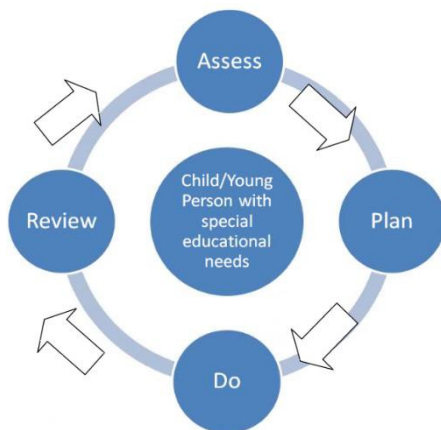 Assess
Child/Young
Person with
special
educational
needs
Review
Plan
Do